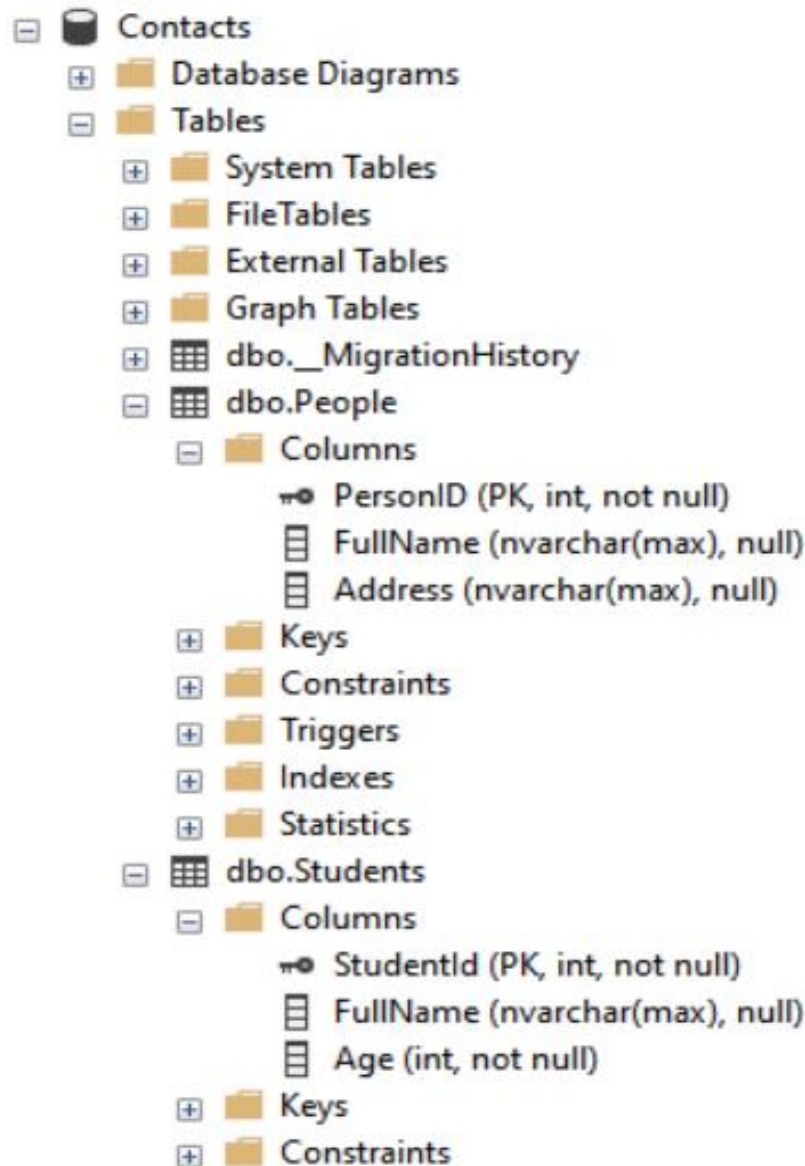 Contacts
Database Diagrams
Tables
System Tables
FileTables
External Tables
Graph Tables
dbo.__MigrationHistory
dbo.People
Columns
PersonID (PK, int, not null)
FullName (nvarchar(max), null)
Address (nvarchar(max), null)
Keys
Constraints
Triggers
Indexes
Statistics
dbo.Students
Columns
StudentId (PK, int, not null)
FullName (nvarchar(max), null)
Age (int, not null)
Keys
Constraints